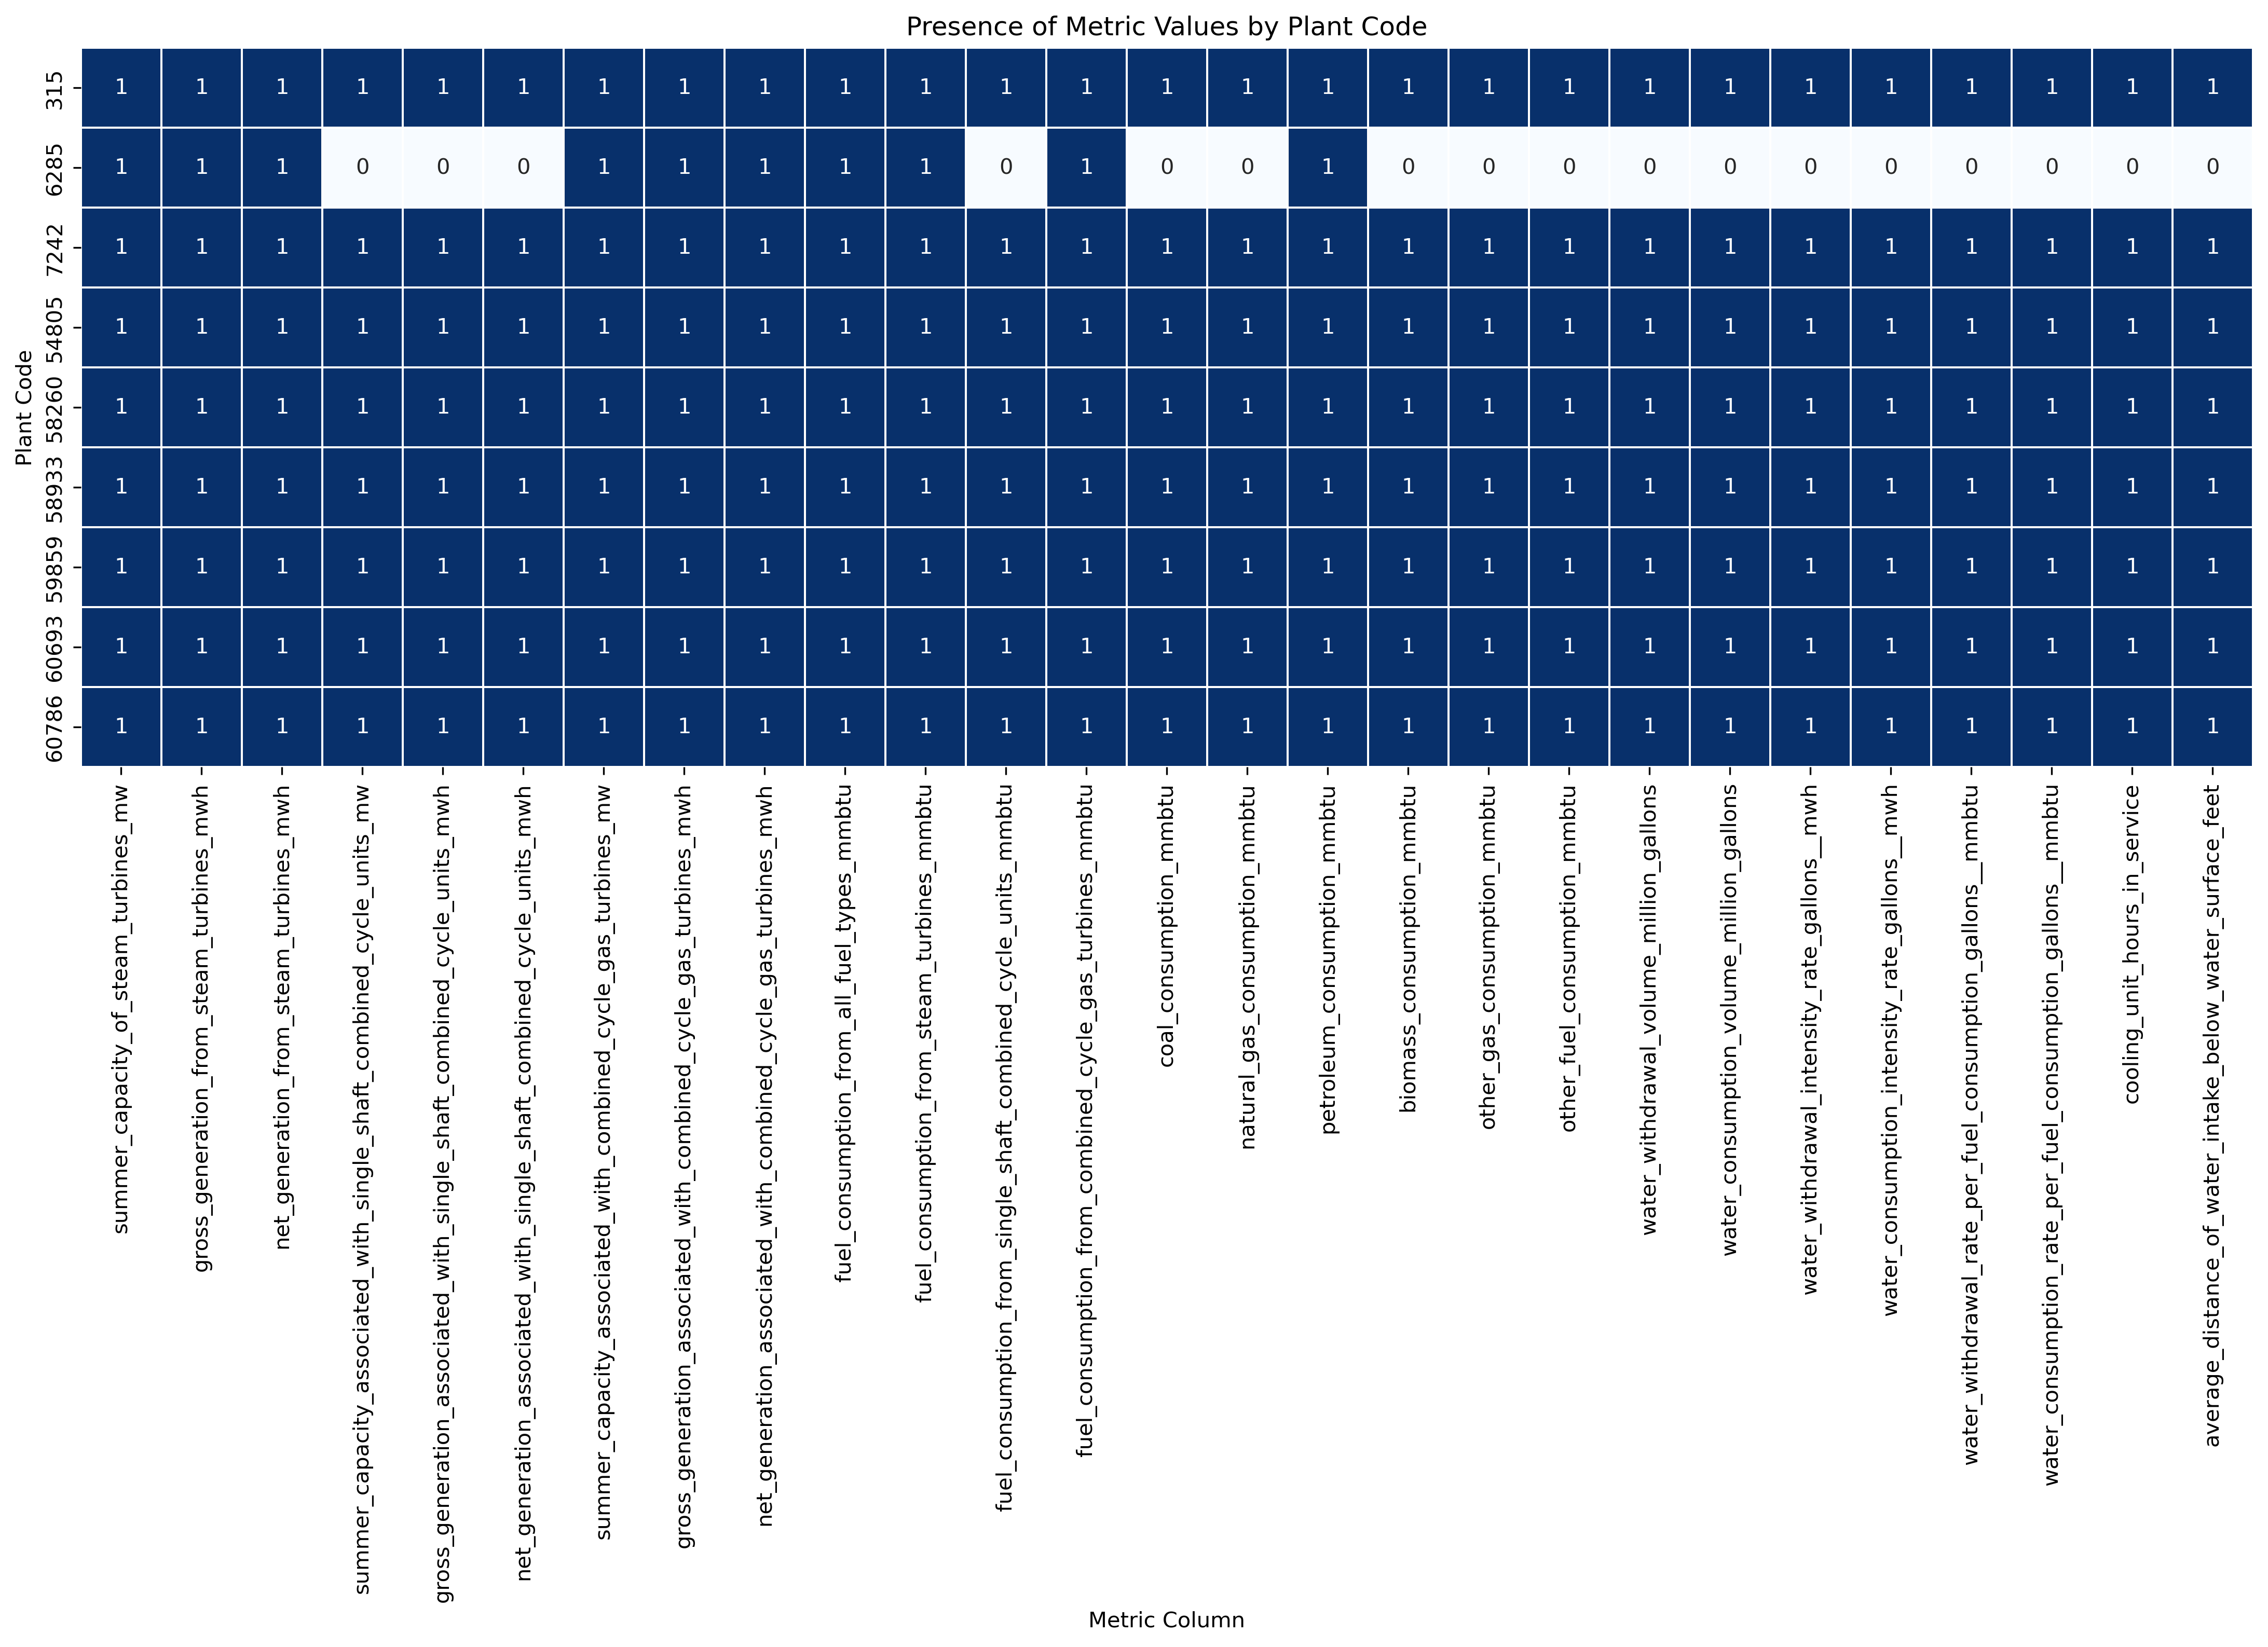 Presence of Metric Values by Plant Code
Plant Code
315 1 1 1 1 1 1 1 1 1 1 1 1 1 1 1 1 1 1 1 1 1 1 1 1 1 1 1
6285 1 1 1 0 0 0 1 1 1 1 1 0 1 0 0 1 0 0 0 0 0 0 0 0 0 0 0
7242 1 1 1 1 1 1 1 1 1 1 1 1 1 1 1 1 1 1 1 1 1 1 1 1 1 1 1
54805 1 1 1 1 1 1 1 1 1 1 1 1 1 1 1 1 1 1 1 1 1 1 1 1 1 1 1
58260 1 1 1 1 1 1 1 1 1 1 1 1 1 1 1 1 1 1 1 1 1 1 1 1 1 1 1
58933 1 1 1 1 1 1 1 1 1 1 1 1 1 1 1 1 1 1 1 1 1 1 1 1 1 1 1
59859 1 1 1 1 1 1 1 1 1 1 1 1 1 1 1 1 1 1 1 1 1 1 1 1 1 1 1
60693 1 1 1 1 1 1 1 1 1 1 1 1 1 1 1 1 1 1 1 1 1 1 1 1 1 1 1
60786 1 1 1 1 1 1 1 1 1 1 1 1 1 1 1 1 1 1 1 1 1 1 1 1 1 1 1
summer_capacity_of_steam_turbines_mw
gross_generation_from_steam_turbines_mwh
net_generation_from_steam_turbines_mwh
summer_capacity_associated_with_single_shaft_combined_cycle_units_mw
gross_generation_associated_with_single_shaft_combined_cycle_units_mwh
net_generation_associated_with_single_shaft_combined_cycle_units_mwh
summer_capacity_associated_with_combined_cycle_gas_turbines_mw
gross_generation_associated_with_combined_cycle_gas_turbines_mwh
net_generation_associated_with_combined_cycle_gas_turbines_mwh
fuel_consumption_from_all_fuel_types_mmbtu
fuel_consumption_from_steam_turbines_mmbtu
fuel_consumption_from_single_shaft_combined_cycle_units_mmbtu
fuel_consumption_from_combined_cycle_gas_turbines_mmbtu
coal_consumption_mmbtu
natural_gas_consumption_mmbtu
petroleum_consumption_mmbtu
biomass_consumption_mmbtu
other_gas_consumption_mmbtu
other_fuel_consumption_mmbtu
water_withdrawal_volume_million_gallons
water_consumption_volume_million_gallons
water_withdrawal_intensity_rate_gallons__mwh
water_consumption_intensity_rate_gallons__mwh
water_withdrawal_rate_per_fuel_consumption_gallons__mmbtu
water_consumption_rate_per_fuel_consumption_gallons__mmbtu
cooling_unit_hours_in_service
average_distance_of_water_intake_below_water_surface_feet
Metric Column